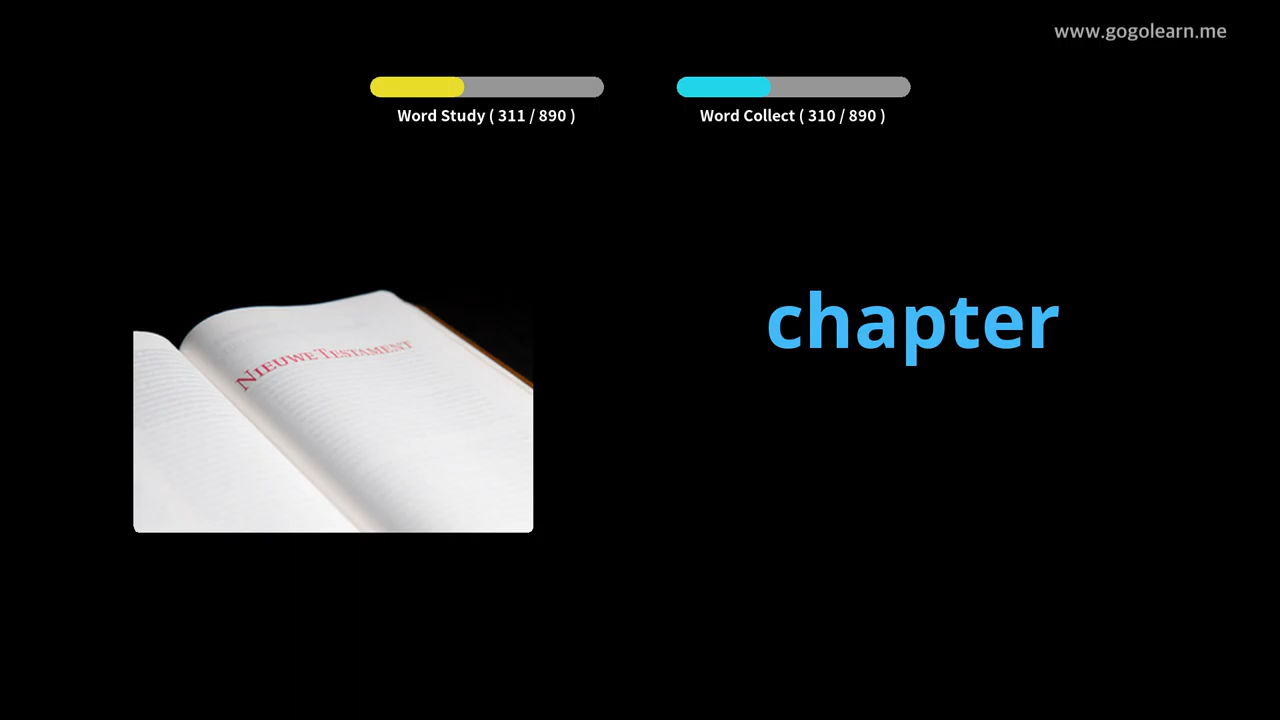 www.gogolearn.me
Word Study ( 311 / 890 )
Word Collect ( 310 / 890 )
chapter
NIEUWE TESTAMENT